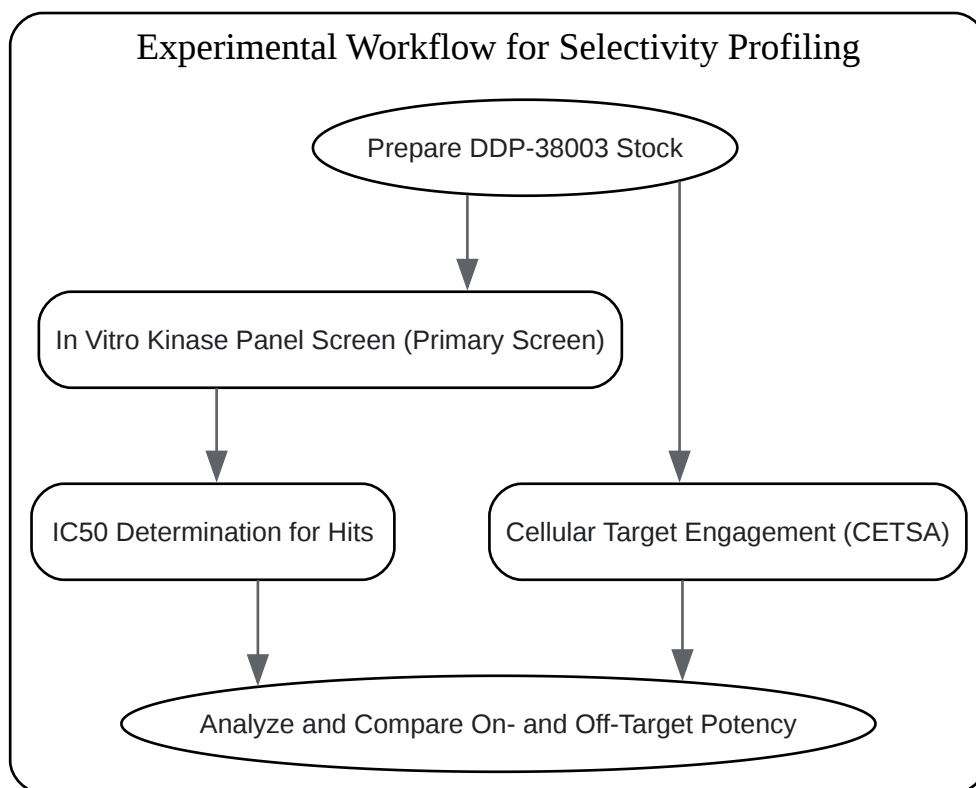 Experimental Workflow for Selectivity Profiling
Prepare DDP-38003 Stock
In Vitro Kinase Panel Screen (Primary Screen)
IC50 Determination for Hits
Cellular Target Engagement (CETSA)
Analyze and Compare On- and Off-Target Potency